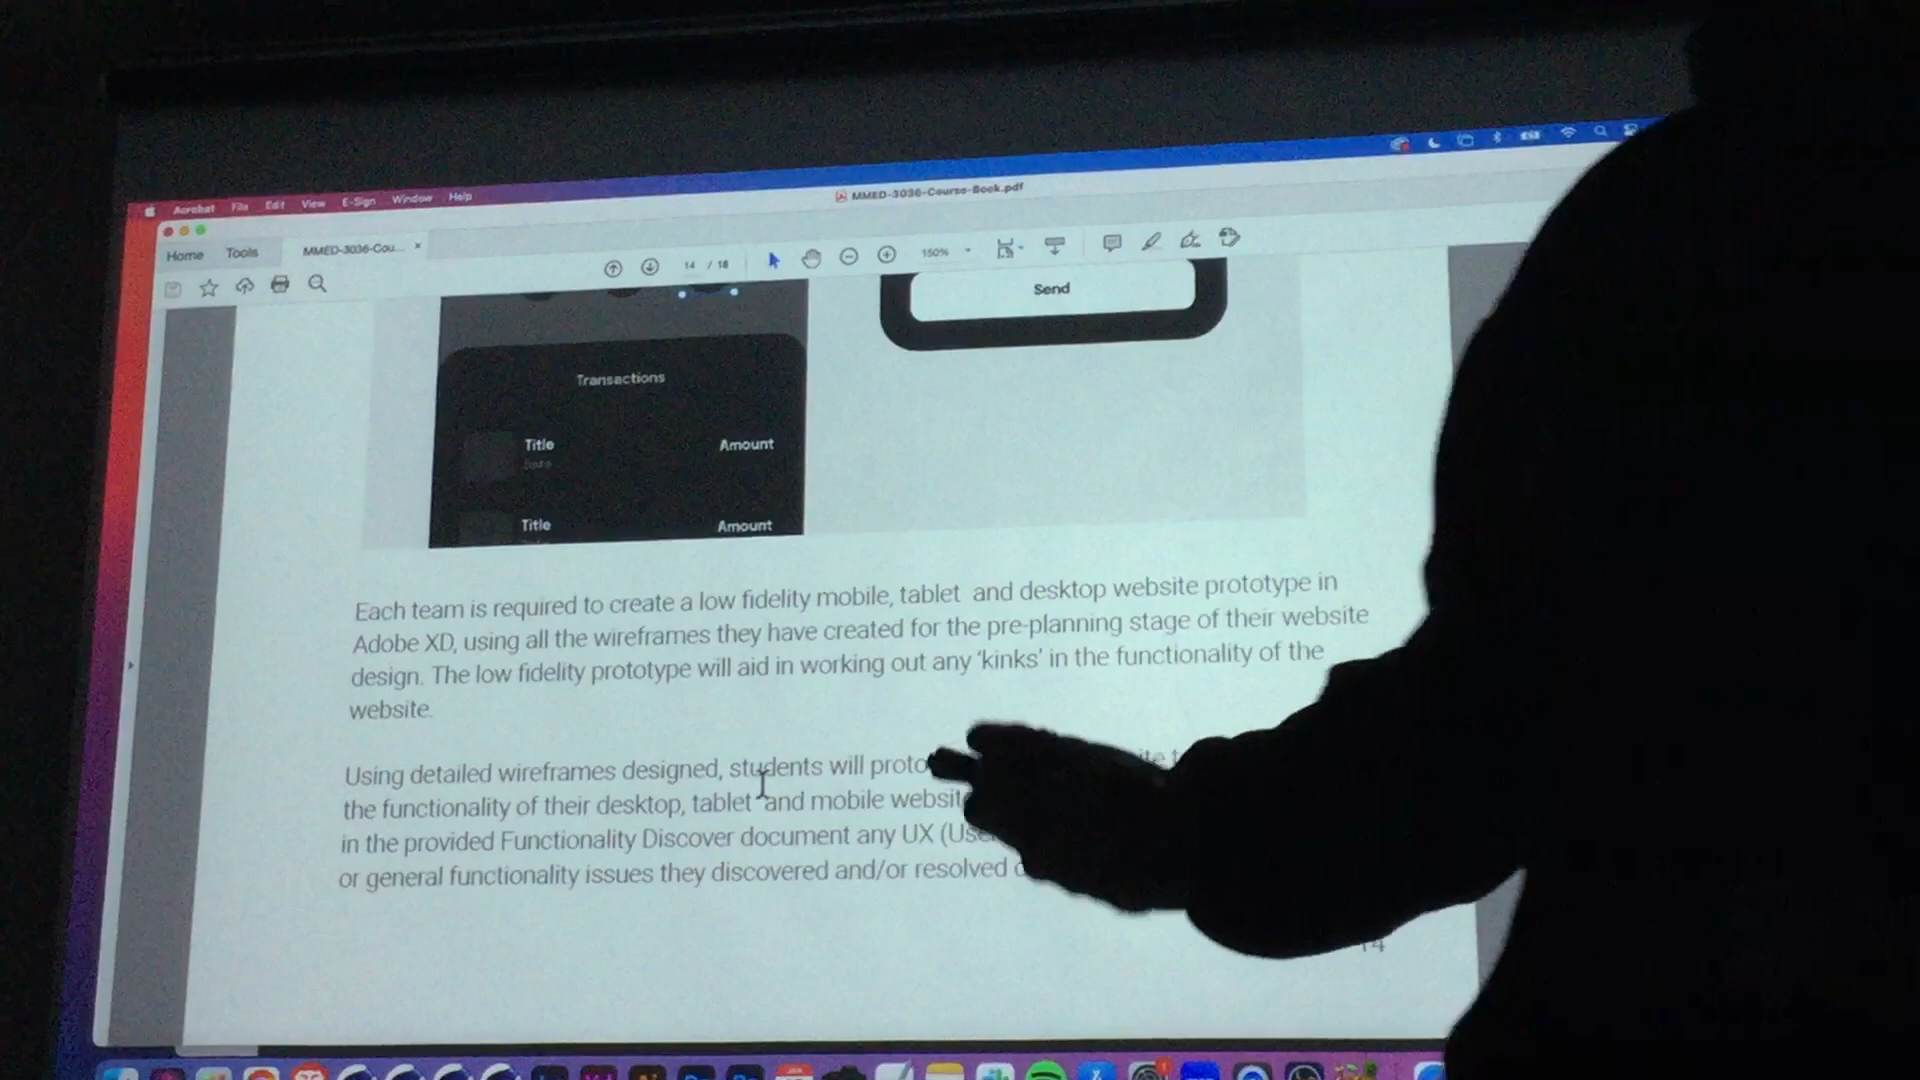 Acrobat File Edit View E-Sign Window Help
MMED-3036-Course-Book.pdf
Home Tools MMED-3036-Cou... ×
14 / 18 150%
Send
Transactions
Title Amount
Date
Title Amount
Each team is required to create a low fidelity mobile, tablet and desktop website prototype in
Adobe XD, using all the wireframes they have created for the pre-planning stage of their website
design. The low fidelity prototype will aid in working out any ‘kinks’ in the functionality of the
website.
Using detailed wireframes designed, students will proto
the functionality of their desktop, tablet and mobile websit
in the provided Functionality Discover document any UX (Use
or general functionality issues they discovered and/or resolved
14